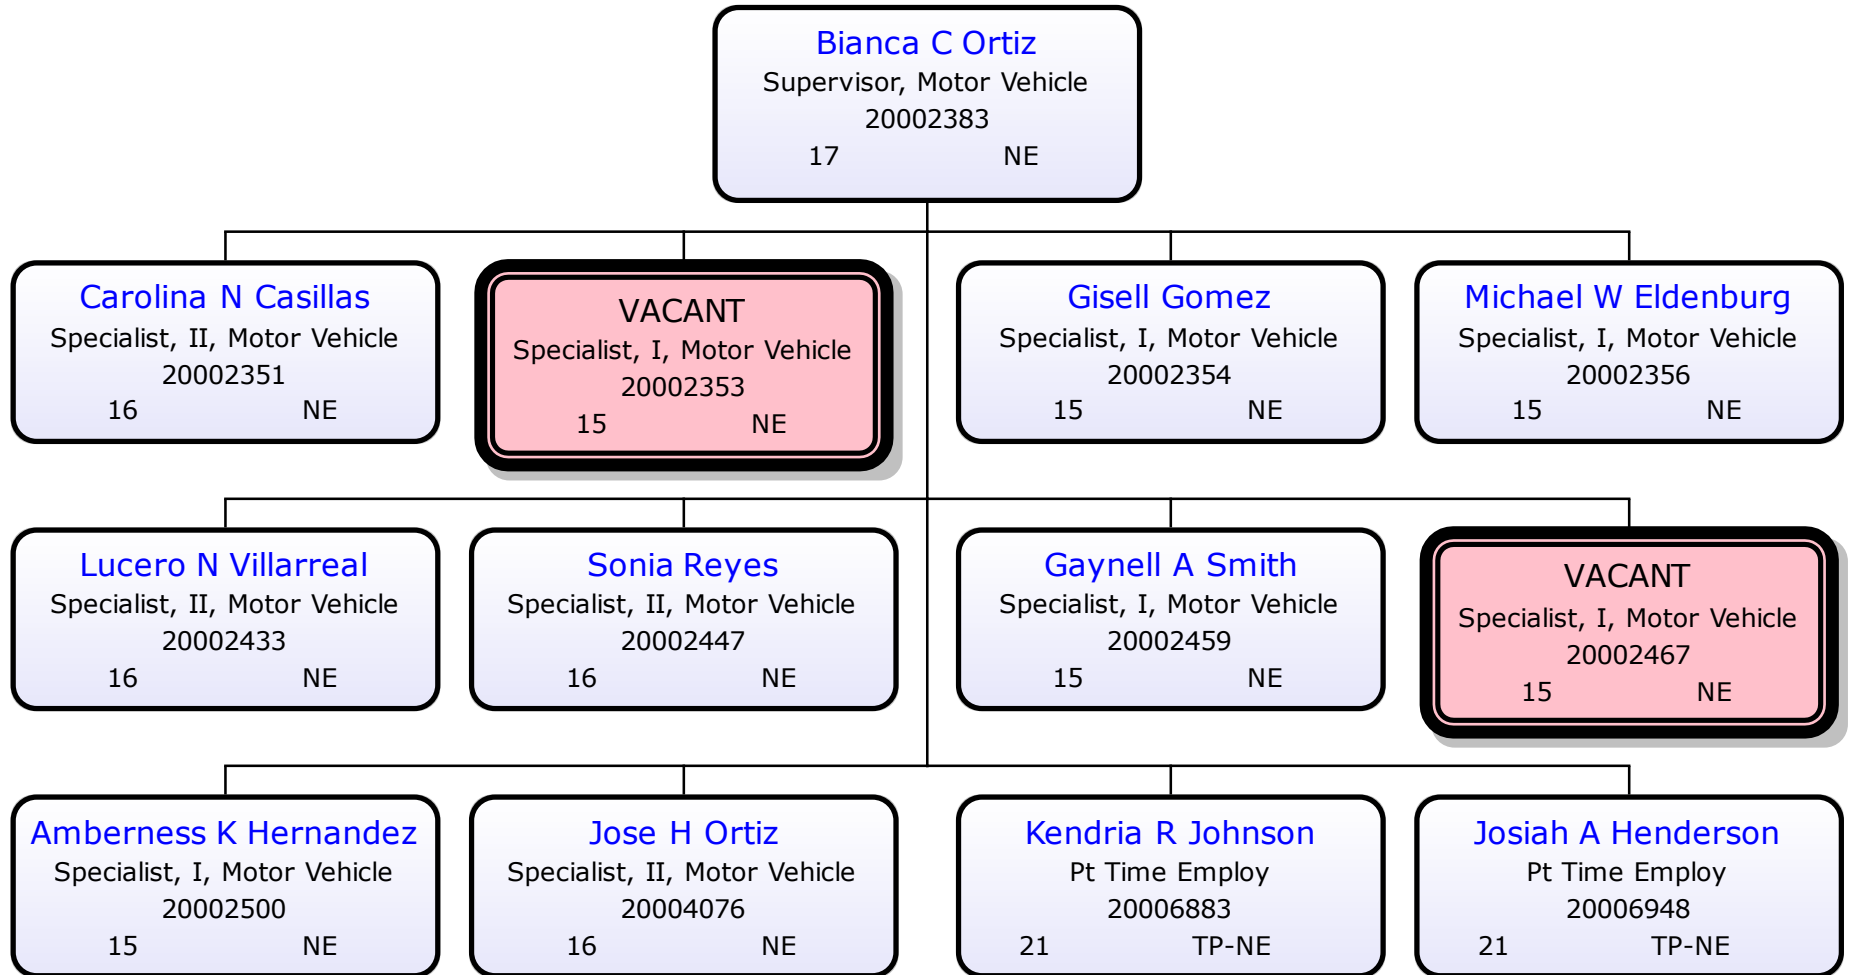 Bianca C Ortiz
Supervisor, Motor Vehicle
20002383
17 NE
Carolina N Casillas
Specialist, II, Motor Vehicle
20002351
16 NE
VACANT
Specialist, I, Motor Vehicle
20002353
15 NE
Gisell Gomez
Specialist, I, Motor Vehicle
20002354
15 NE
Michael W Eldenburg
Specialist, I, Motor Vehicle
20002356
15 NE
Lucero N Villarreal
Specialist, II, Motor Vehicle
20002433
16 NE
Sonia Reyes
Specialist, II, Motor Vehicle
20002447
16 NE
Gaynell A Smith
Specialist, I, Motor Vehicle
20002459
15 NE
VACANT
Specialist, I, Motor Vehicle
20002467
15 NE
Amberness K Hernandez
Specialist, I, Motor Vehicle
20002500
15 NE
Jose H Ortiz
Specialist, II, Motor Vehicle
20004076
16 NE
Kendria R Johnson
Pt Time Employ
20006883
21 TP-NE
Josiah A Henderson
Pt Time Employ
20006948
21 TP-NE